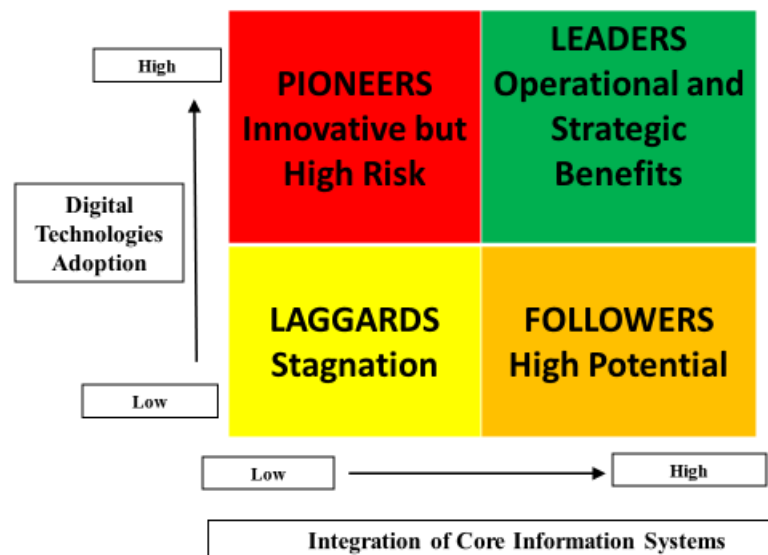 High
PIONEERS
Innovative but
High Risk
LEADERS
Operational and
Strategic
Benefits
Digital
Technologies
Adoption
LAGGARDS
Stagnation
FOLLOWERS
High Potential
Low
Low
High
Integration of Core Information Systems